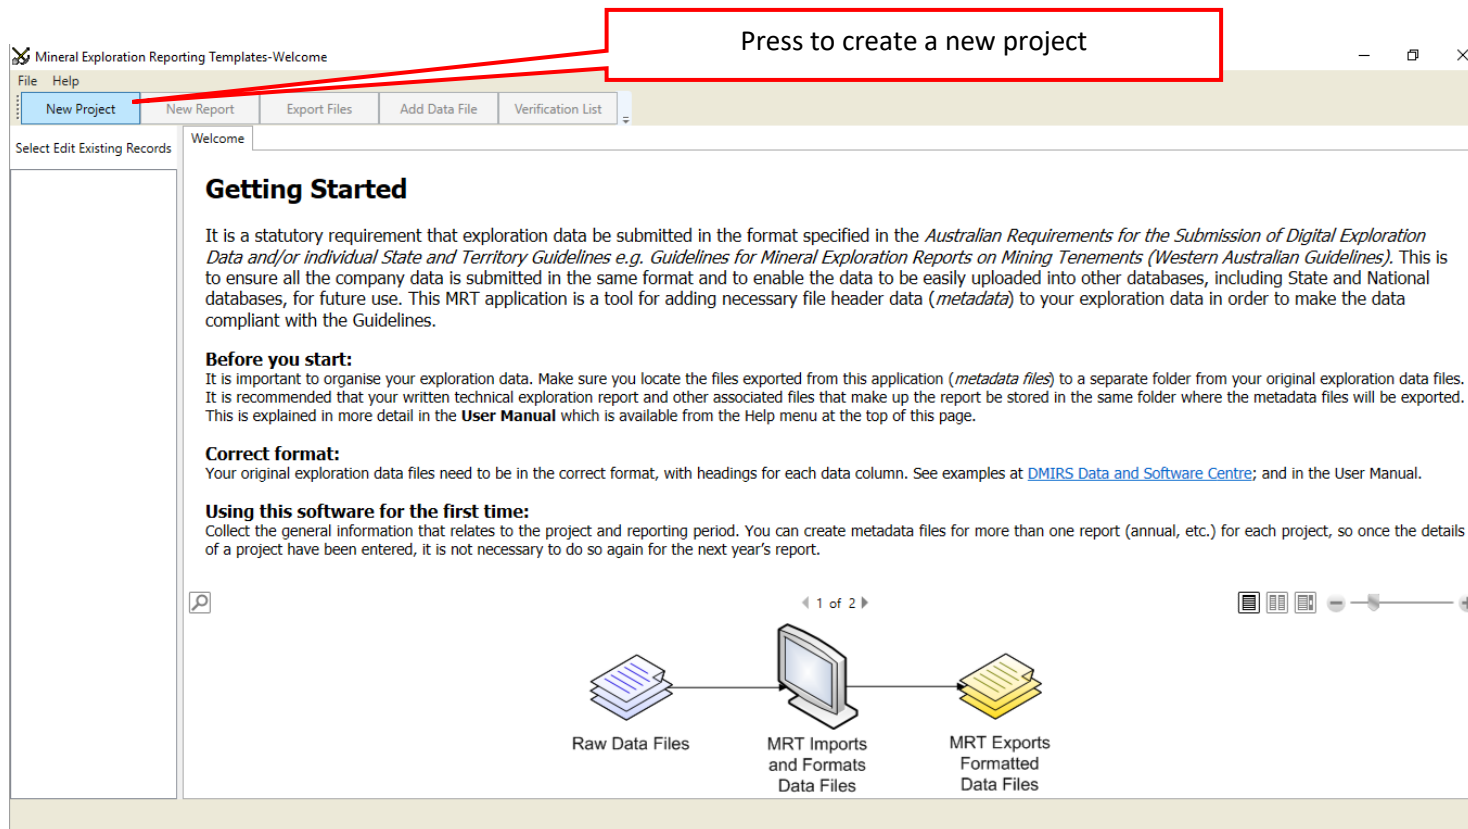 Press to create a new project
Mineral Exploration Reporting Templates-Welcome
File Help
New Project New Report Export Files Add Data File Verification List
Select Edit Existing Records
Welcome
Getting Started
It is a statutory requirement that exploration data be submitted in the format specified in the Australian Requirements for the Submission of Digital Exploration
Data and/or individual State and Territory Guidelines e.g. Guidelines for Mineral Exploration Reports on Mining Tenements (Western Australian Guidelines). This is
to ensure all the company data is submitted in the same format and to enable the data to be easily uploaded into other databases, including State and National
databases, for future use. This MRT application is a tool for adding necessary file header data (metadata) to your exploration data in order to make the data
compliant with the Guidelines.
Before you start:
It is important to organise your exploration data. Make sure you locate the files exported from this application (metadata files) to a separate folder from your original exploration data files.
It is recommended that your written technical exploration report and other associated files that make up the report be stored in the same folder where the metadata files will be exported.
This is explained in more detail in the User Manual which is available from the Help menu at the top of this page.
Correct format:
Your original exploration data files need to be in the correct format, with headings for each data column. See examples at DMIRS Data and Software Centre; and in the User Manual.
Using this software for the first time:
Collect the general information that relates to the project and reporting period. You can create metadata files for more than one report (annual, etc.) for each project, so once the details
of a project have been entered, it is not necessary to do so again for the next year's report.
1 of 2
Raw Data Files
MRT Imports
and Formats
Data Files
MRT Exports
Formatted
Data Files